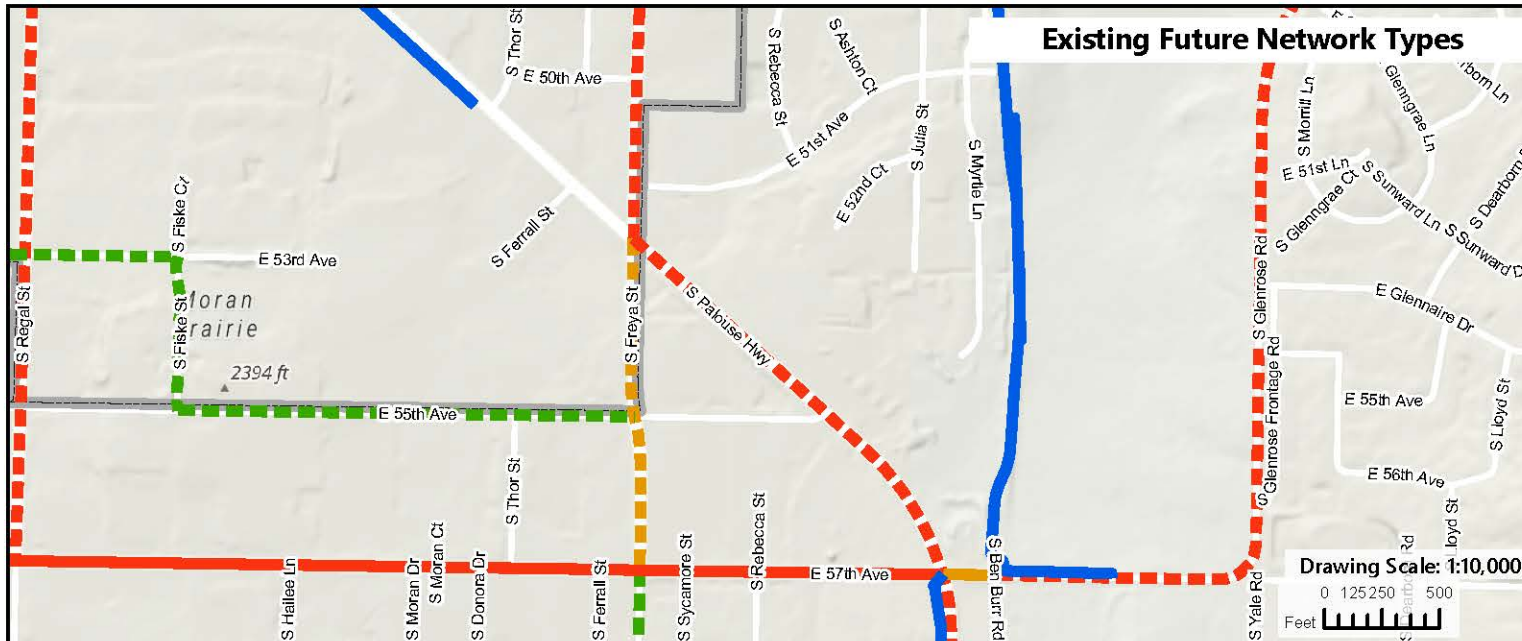 Existing Future Network Types
S Thor St
E 50th Ave
S Rebecca St
S Ashton Ct
E 51st Ave
S Julia St
E 52nd Ct
S Myrtle Ln
S Morrill Ln
S Glenngrae Ln
E 51st Ln
S Sunward Ln
S Glenngrae Ct
S Dearborn
S Sunward D
S Fiske Ct
E 53rd Ave
S Ferrall St
S Regal St
S Fiske St
Moran
Prairie
2394 ft
S Freya St
S Palouse Hwy
S Glenrose Rd
S Glenrose Frontage Rd
E Glennaire Dr
E 55th Ave
E 55th Ave
S Lloyd St
E 56th Ave
S Thor St
S Hallee Ln
S Moran Dr
S Moran Ct
S Donora Dr
S Ferrall St
S Sycamore St
S Rebecca St
E 57th Ave
S Ben Burr Rd
S Yale Rd
S Dearborn Rd
S Lloyd St
Drawing Scale: 1:10,000
0 125 250 500
Feet